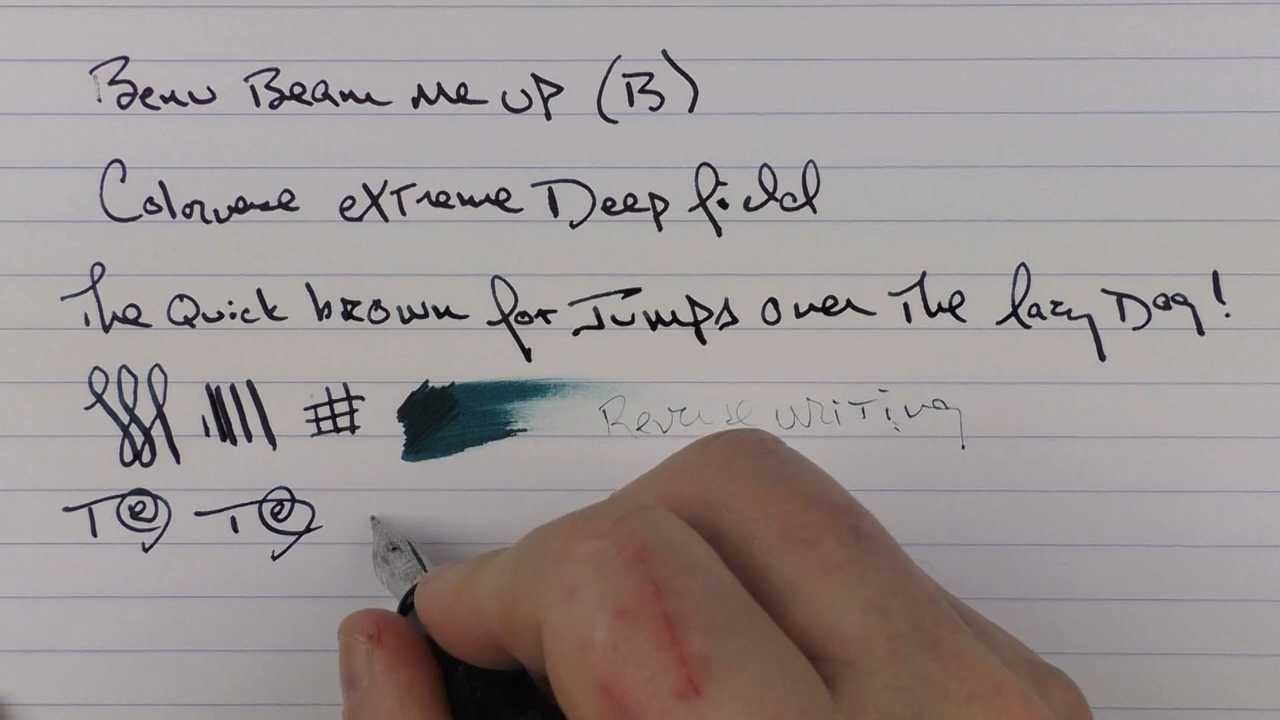 Benu Beam me up (B)
Colorverse extreme Deep field
The Quick brown fox Jumps over The lazy Dog!
#
Reverse writing